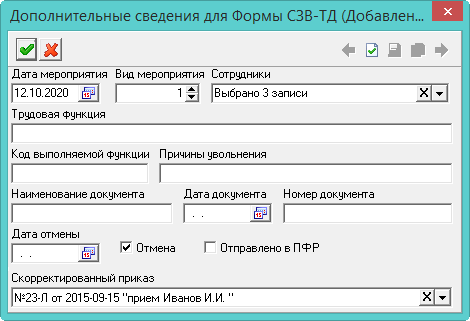 Дополнительные сведения для Формы СЗВ-ТД (Добавлен...
Дата мероприятия Вид мероприятия Сотрудники
12.10.2020 1 Выбрано 3 записи
Трудовая функция
Код выполняемой функции Причины увольнения
Наименование документа Дата документа Номер документа
. .
Дата отмены
. . Отмена Отправлено в ПФР
Скорректированный приказ
№23-Л от 2015-09-15 "прием Иванов И.И. "